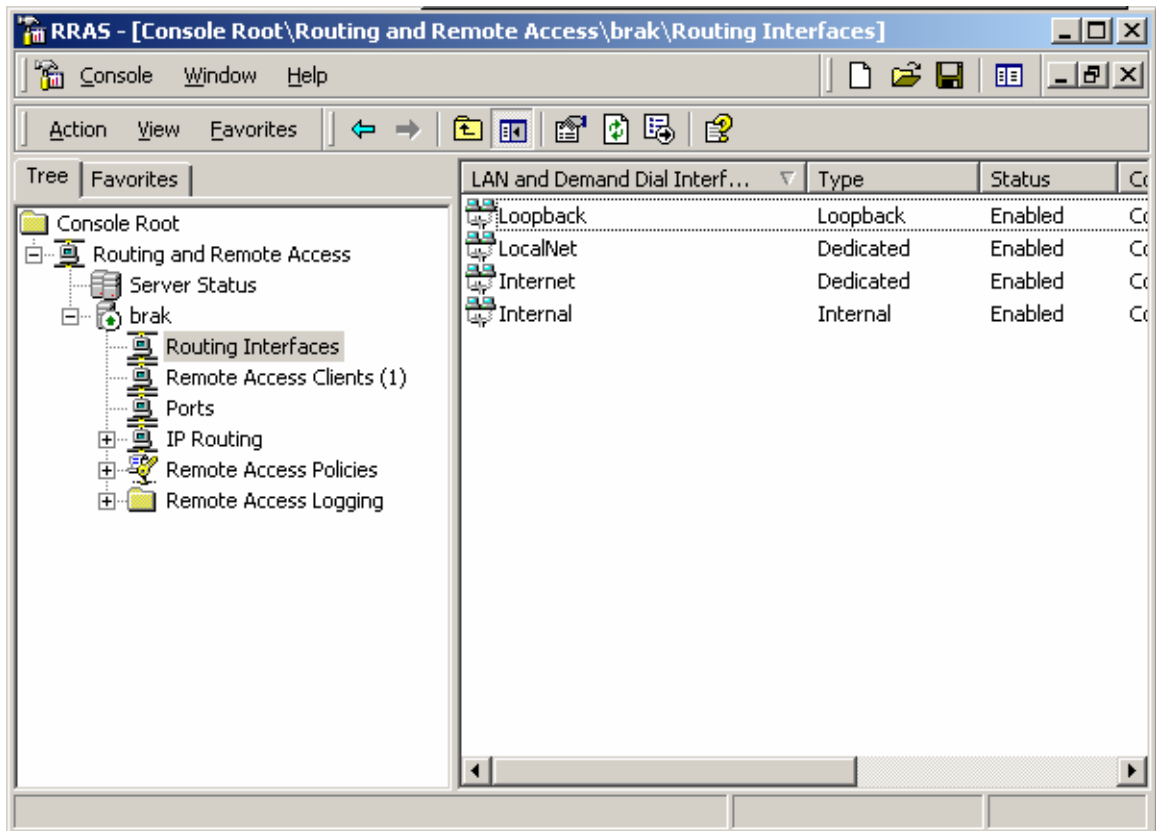 RRAS - [Console Root\Routing and Remote Access\brak\Routing Interfaces]
Console Window Help
Action View Favorites
Tree Favorites
Console Root
Routing and Remote Access
Server Status
brak
Routing Interfaces
Remote Access Clients (1)
Ports
IP Routing
Remote Access Policies
Remote Access Logging
LAN and Demand Dial Interf... Type Status
Loopback Loopback Enabled
LocalNet Dedicated Enabled
Internet Dedicated Enabled
Internal Internal Enabled